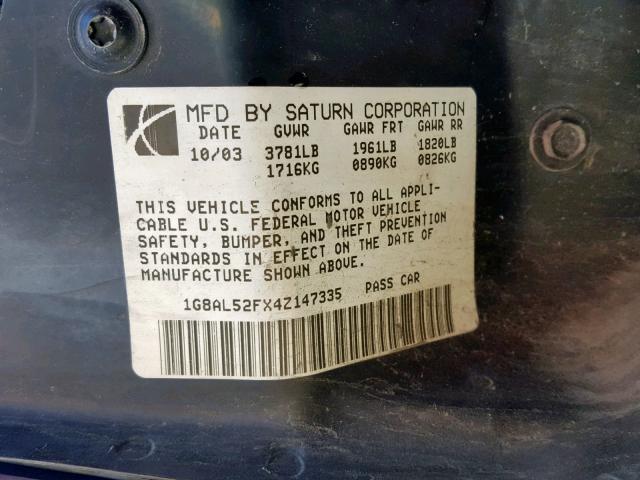 MFD BY SATURN CORPORATION
DATE GVWR GAWR FRT GAWR RR
10/03 3781LB 1961LB 1820LB
1716KG 0890KG 0826KG
THIS VEHICLE CONFORMS TO ALL APPLI-
CABLE U.S. FEDERAL MOTOR VEHICLE
SAFETY, BUMPER, AND THEFT PREVENTION
STANDARDS IN EFFECT ON THE DATE OF
MANUFACTURE SHOWN ABOVE.
1G8AL52FX4Z147335 PASS CAR